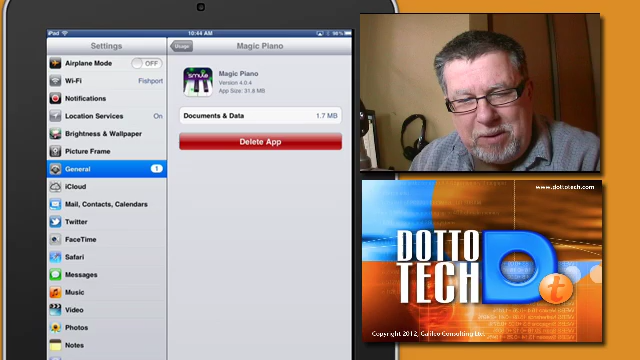 iPad
10:44 AM
98%
Settings
Usage
Magic Piano
Airplane Mode
OFF
Wi-Fi
Fishport
Notifications
Location Services
On
Brightness & Wallpaper
Picture Frame
General
1
iCloud
Mail, Contacts, Calendars
Twitter
FaceTime
Safari
Messages
Music
Video
Photos
Notes
smule
Magic Piano
Version 4.0.4
App Size: 31.8 MB
Documents & Data
1.7 MB
Delete App
www.dottotech.com
DOTTO
TECH
D
t
Copyright 2012, Galileo Consulting Ltd.